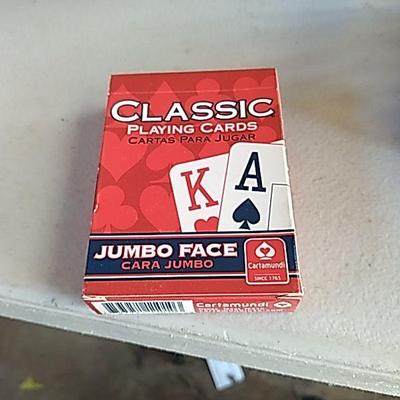 CLASSIC
PLAYING CARDS
CARTAS PARA JUGAR
K A
JUMBO FACE
CARA JUMBO
Cartamundi
SINCE 1765
Cartamundi